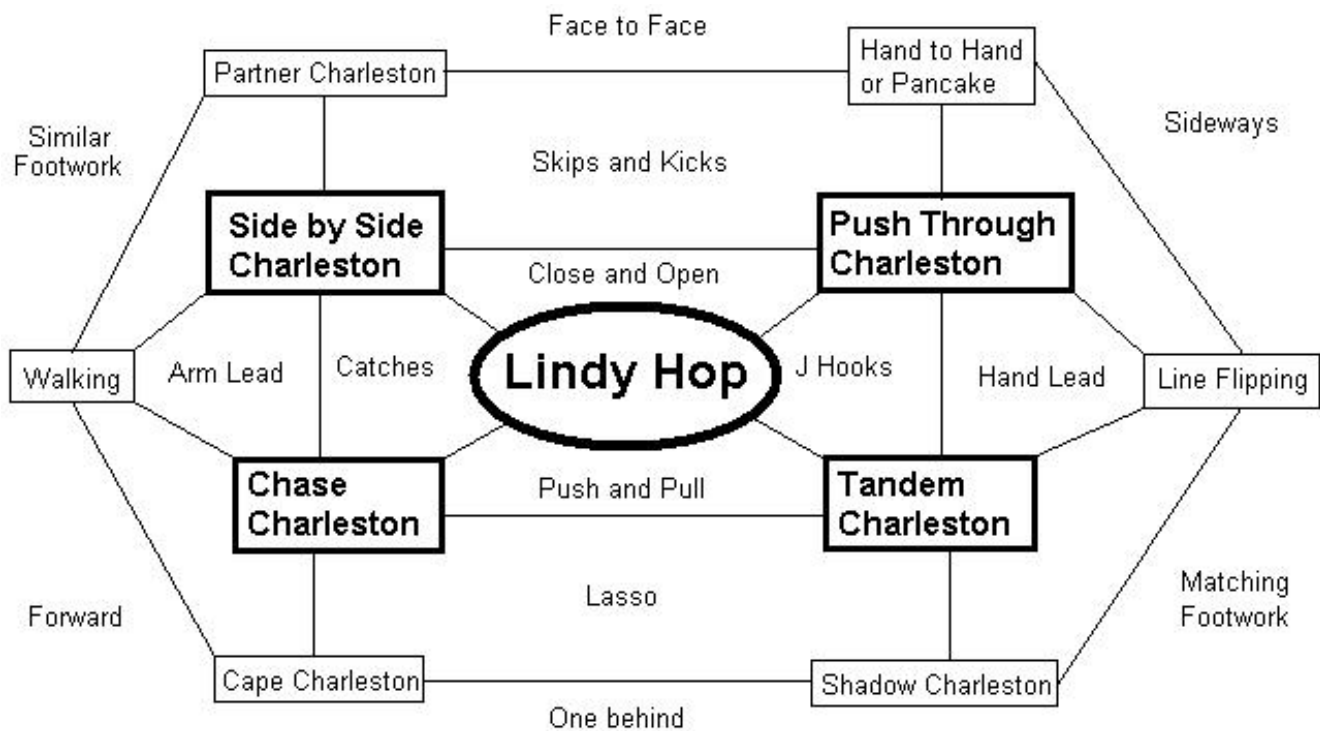 Face to Face
Partner Charleston
Hand to Hand
or Pancake
Similar
Footwork
Sideways
Skips and Kicks
Side by Side
Charleston
Push Through
Charleston
Close and Open
Walking
Arm Lead
Catches
Lindy Hop
J Hooks
Hand Lead
Line Flipping
Chase
Charleston
Push and Pull
Tandem
Charleston
Forward
Lasso
Matching
Footwork
Cape Charleston
Shadow Charleston
One behind